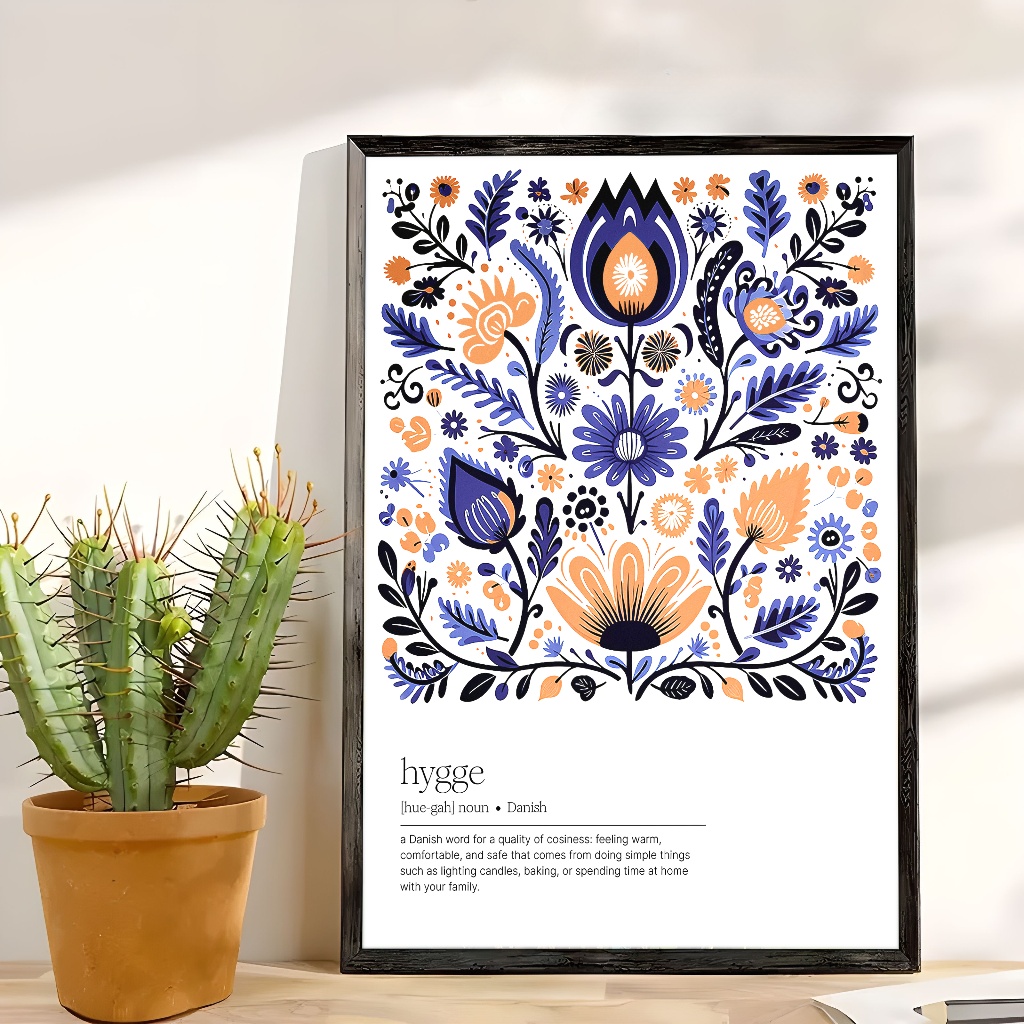 hygge
[hue-gah] noun • Danish
a Danish word for a quality of cosiness: feeling warm,
comfortable, and safe that comes from doing simple things
such as lighting candles, baking, or spending time at home
with your family.